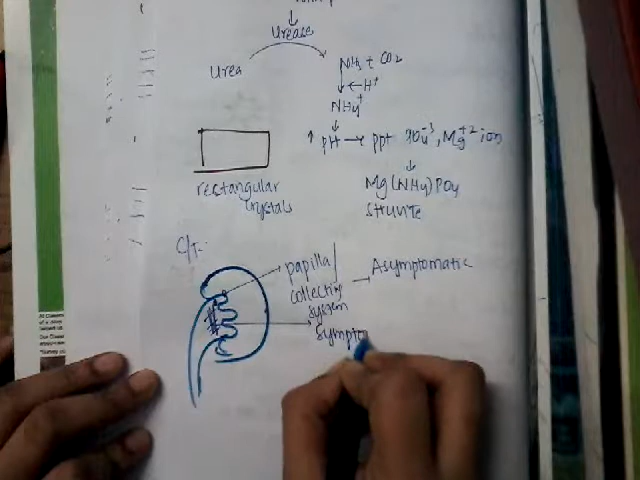 Urease
Urea
NH3 + CO2
← H+
NH4+
↑ pH → ppt PO4-3, Mg+2 ion
Mg(NH4)PO4
struvite
rectangular
crystals
C/F:-
papilla/
collecting
system
→ Asymptomatic
sympto